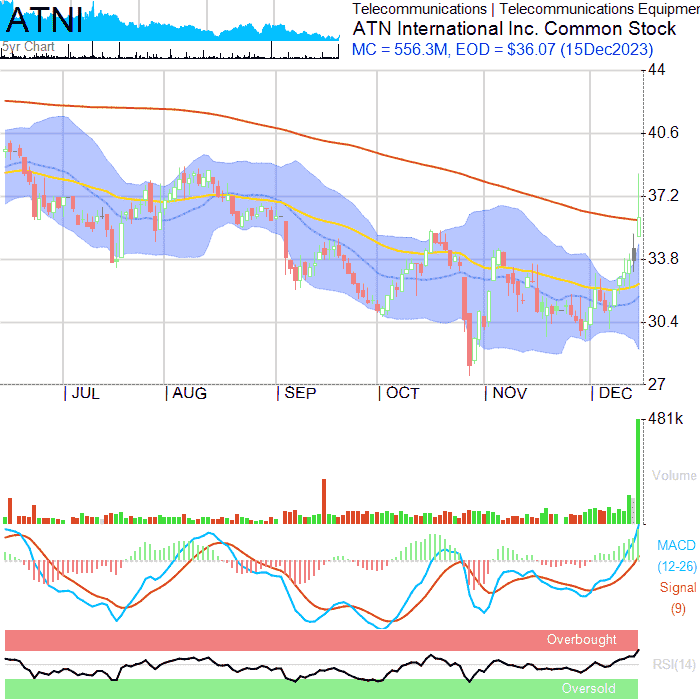 ATNI
5yr Chart
Telecommunications | Telecommunications Equipmen
ATN International Inc. Common Stock
MC = 556.3M, EOD = $36.07 (15Dec2023)
44
40.6
37.2
33.8
30.4
27
JUL
AUG
SEP
OCT
NOV
DEC
481k
Volume
MACD
(12-26)
Signal
(9)
Overbought
RSI(14)
Oversold